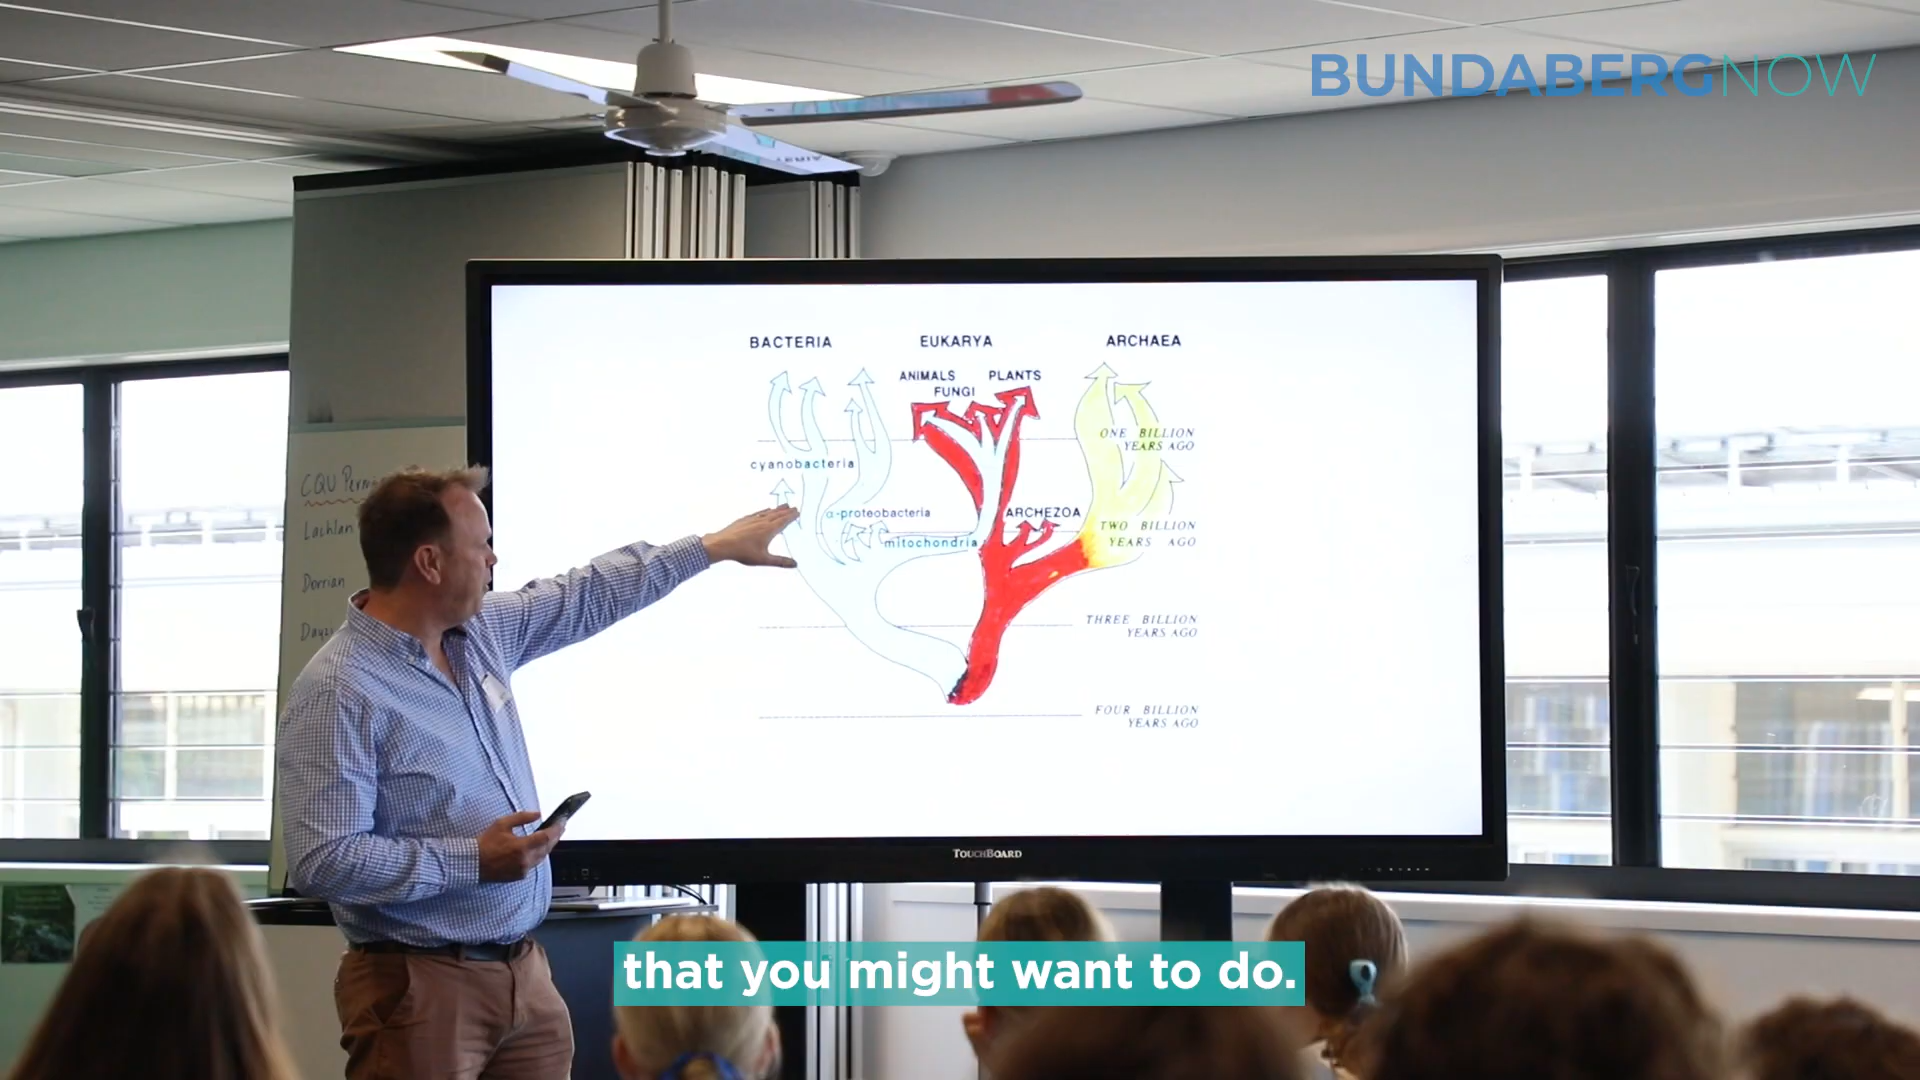 BUNDABERGNOW
BACTERIA
EUKARYA
ARCHAEA
ANIMALS
PLANTS
FUNGI
ONE BILLION
YEARS AGO
cyanobacteria
α-proteobacteria
ARCHEZOA
TWO BILLION
YEARS AGO
mitochondria
THREE BILLION
YEARS AGO
FOUR BILLION
YEARS AGO
CQU
Lachlan
Dorrian
TOUCHBOARD
that you might want to do.